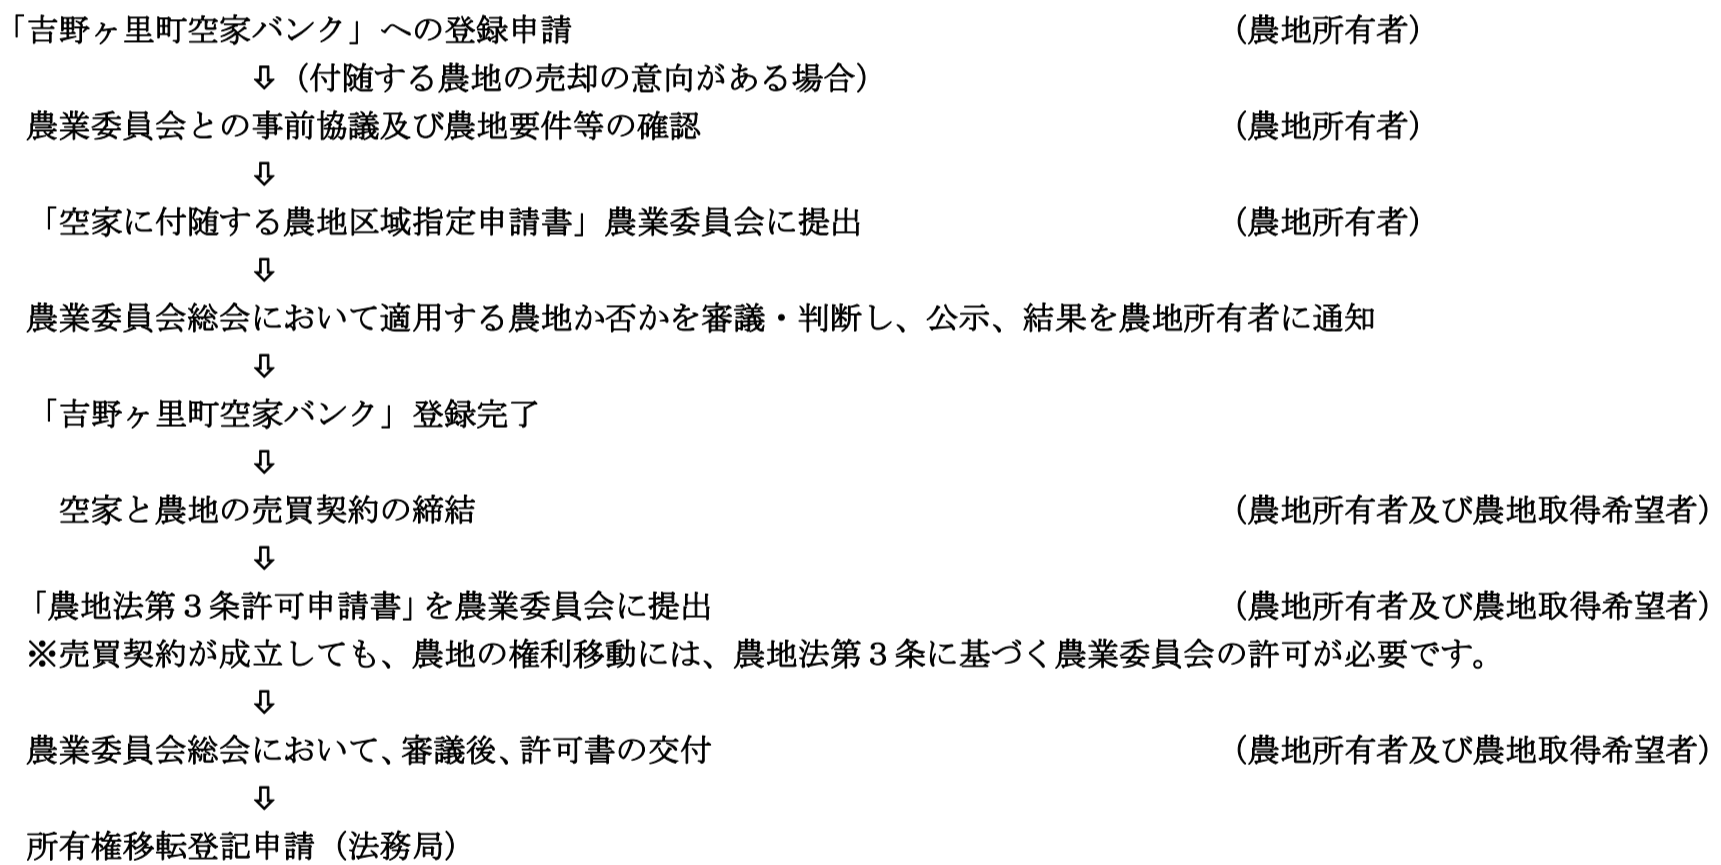 「吉野ヶ里町空家バンク」への登録申請　（農地所有者）
⇩（付随する農地の売却の意向がある場合）
農業委員会との事前協議及び農地要件等の確認　（農地所有者）
⇩
「空家に付随する農地区域指定申請書」農業委員会に提出　（農地所有者）
⇩
農業委員会総会において適用する農地か否かを審議・判断し、公示、結果を農地所有者に通知
⇩
「吉野ヶ里町空家バンク」登録完了
⇩
空家と農地の売買契約の締結　（農地所有者及び農地取得希望者）
⇩
「農地法第３条許可申請書」を農業委員会に提出　（農地所有者及び農地取得希望者）
※売買契約が成立しても、農地の権利移動には、農地法第３条に基づく農業委員会の許可が必要です。
⇩
農業委員会総会において、審議後、許可書の交付　（農地所有者及び農地取得希望者）
⇩
所有権移転登記申請（法務局）